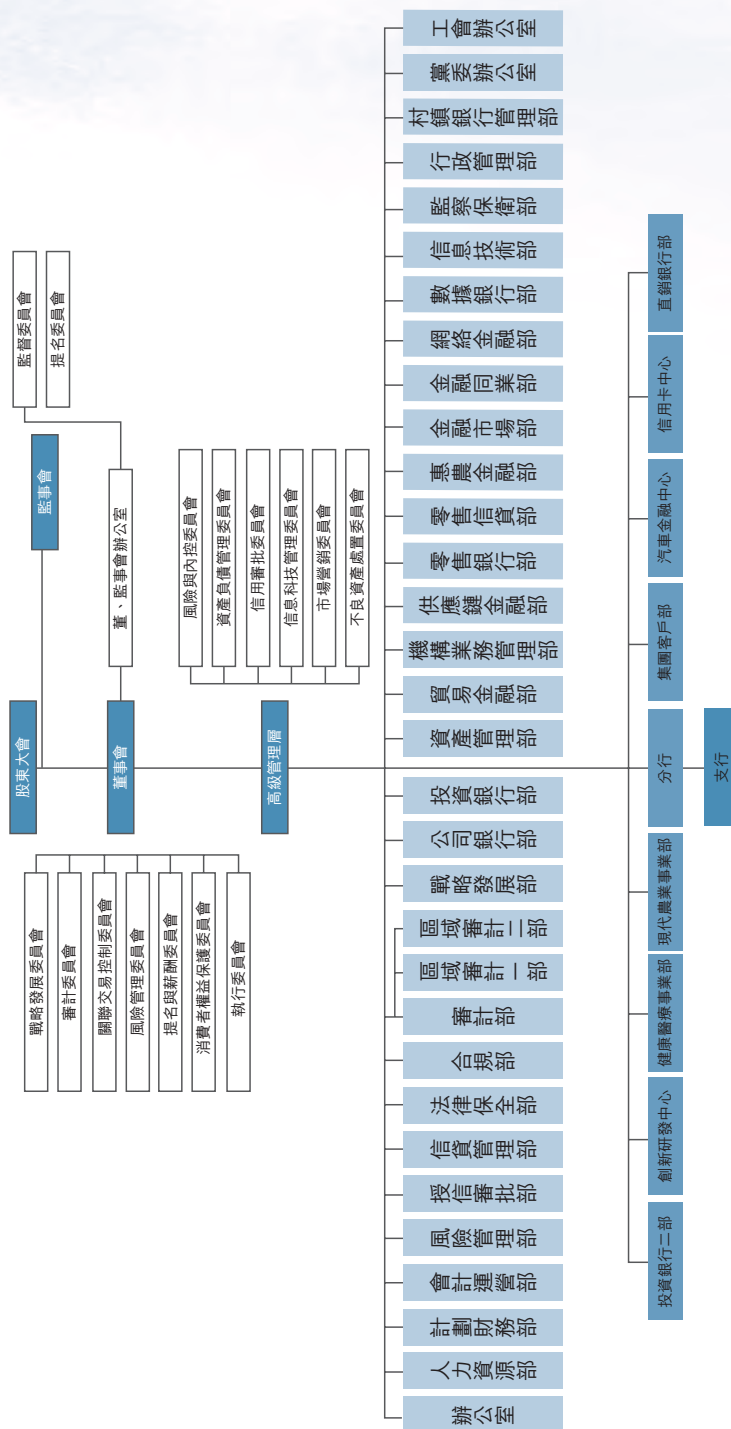 股東大會
監事會
監督委員會
提名委員會
董事會
董、監事會辦公室
戰略發展委員會
審計委員會
關聯交易控制委員會
風險管理委員會
提名與薪酬委員會
消費者權益保護委員會
執行委員會
高級管理層
風險與內控委員會
資產負債管理委員會
信用審批委員會
信息科技管理委員會
市場營銷委員會
不良資產處置委員會
辦公室
人力資源部
計劃財務部
會計運營部
風險管理部
授信審批部
信貸管理部
法律保全部
合規部
審計部
區域審計一部
區域審計二部
戰略發展部
公司銀行部
投資銀行部
資產管理部
貿易金融部
機構業務管理部
供應鏈金融部
零售銀行部
零售信貸部
惠農金融部
金融市場部
金融同業部
網絡金融部
數據銀行部
信息技術部
監察保衛部
行政管理部
村鎮銀行管理部
黨委辦公室
工會辦公室
投資銀行二部
創新研發中心
健康醫療事業部
現代農業事業部
分行
集團客戶部
汽車金融中心
信用卡中心
直銷銀行部
支行